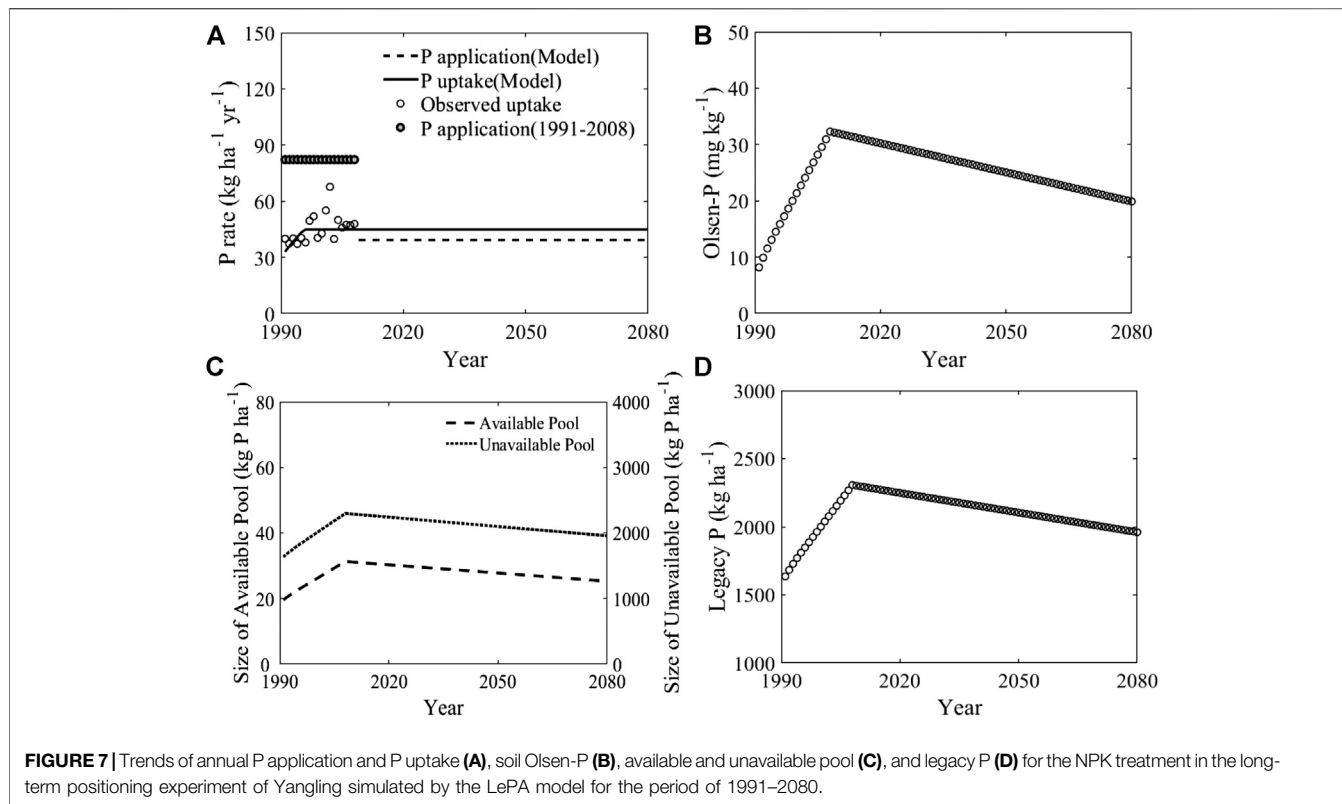 A
P rate (kg ha⁻¹ yr⁻¹)
150
120
90
60
30
0
P application(Model)
P uptake(Model)
Observed uptake
P application(1991-2008)
1990 2020 2050 2080
Year
B
Olsen-P (mg kg⁻¹)
50
40
30
20
10
0
1990 2020 2050 2080
Year
C
Size of Available Pool (kg P ha⁻¹)
80
60
40
20
0
Available Pool
Unavailable Pool
4000
3000
2000
1000
0
Size of Unavailable Pool (kg P ha⁻¹)
1990 2020 2050 2080
Year
D
Legacy P (kg ha⁻¹)
3000
2500
2000
1500
1000
1990 2020 2050 2080
Year
FIGURE 7 | Trends of annual P application and P uptake (A), soil Olsen-P (B), available and unavailable pool (C), and legacy P (D) for the NPK treatment in the long-
term positioning experiment of Yangling simulated by the LePA model for the period of 1991–2080.